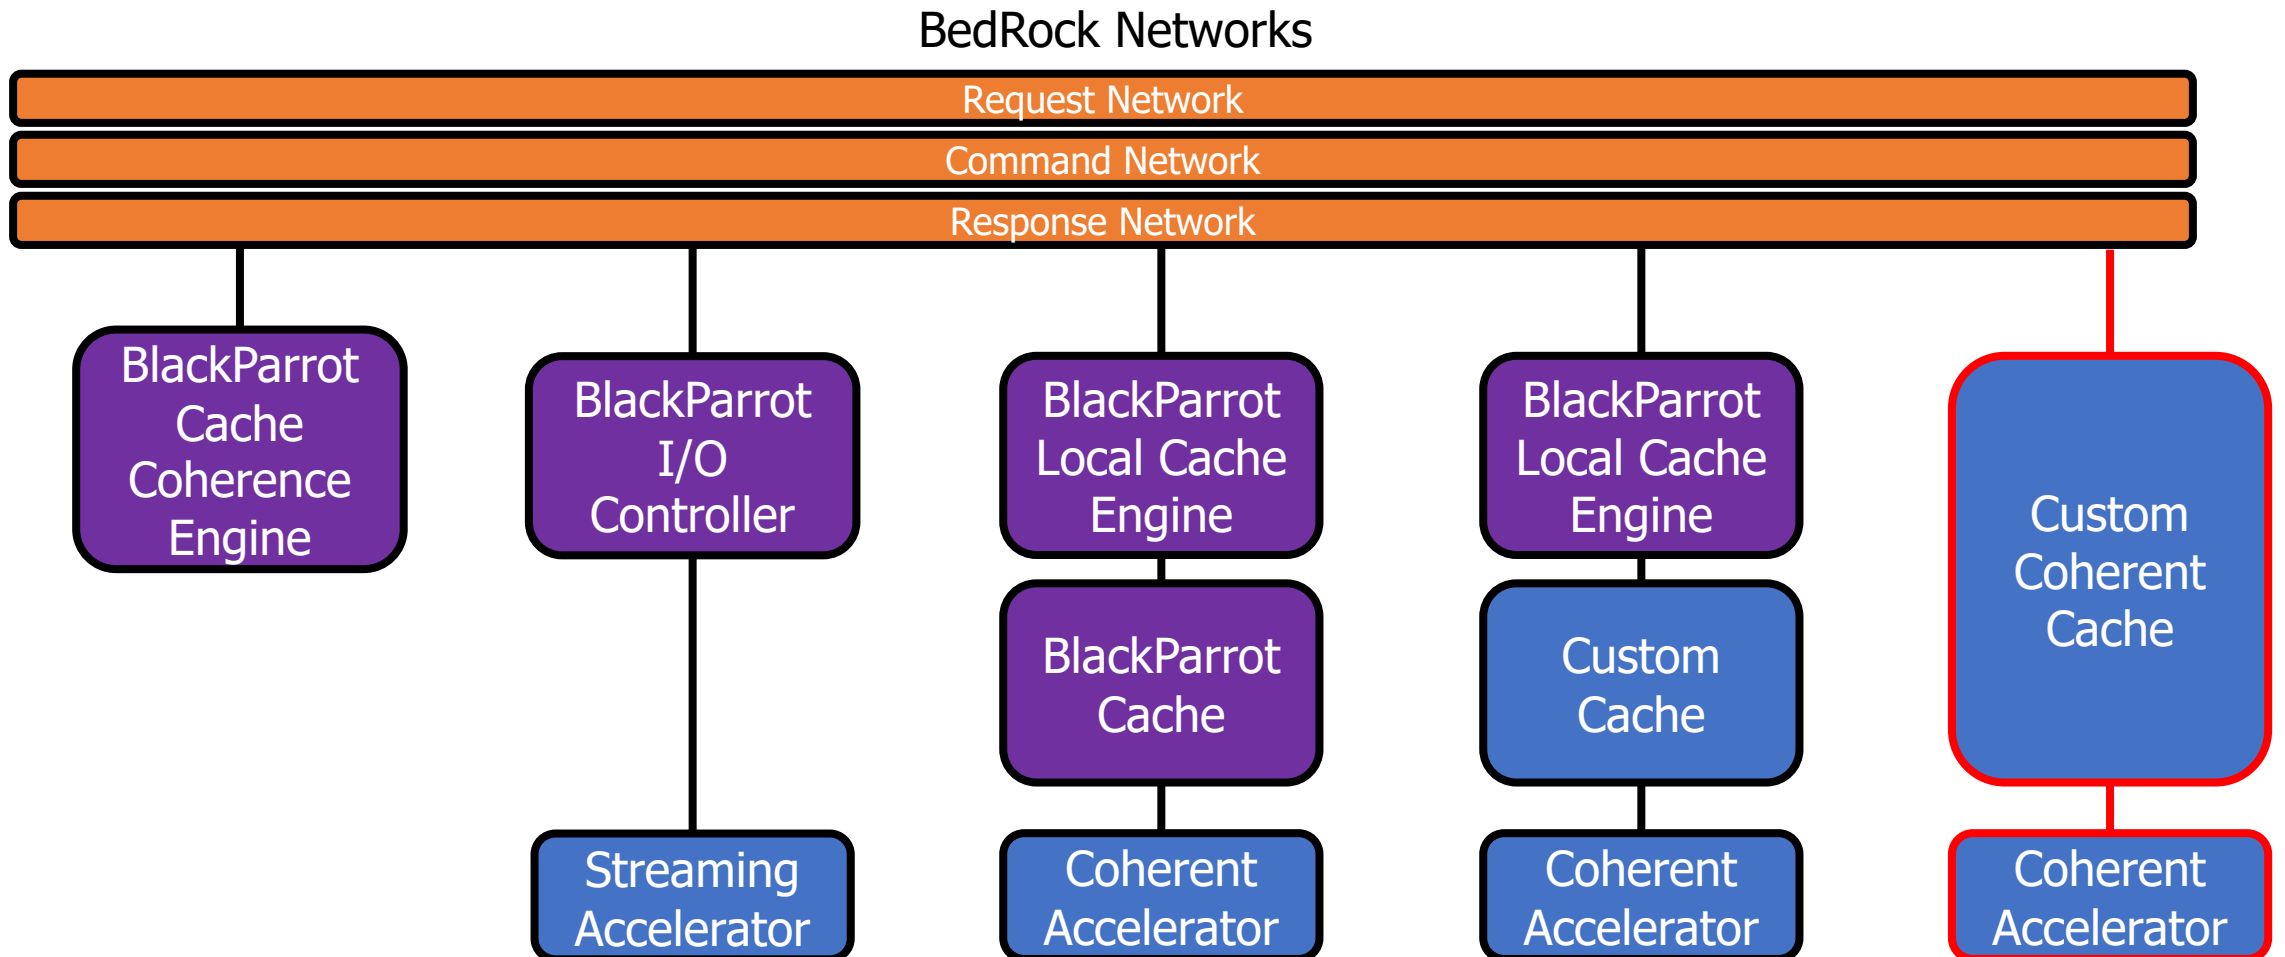 BedRock Networks
Request Network
Command Network
Response Network
BlackParrot
Cache
Coherence
Engine
BlackParrot
I/O
Controller
Streaming
Accelerator
BlackParrot
Local Cache
Engine
BlackParrot
Cache
Coherent
Accelerator
BlackParrot
Local Cache
Engine
Custom
Cache
Coherent
Accelerator
Custom
Coherent
Cache
Coherent
Accelerator